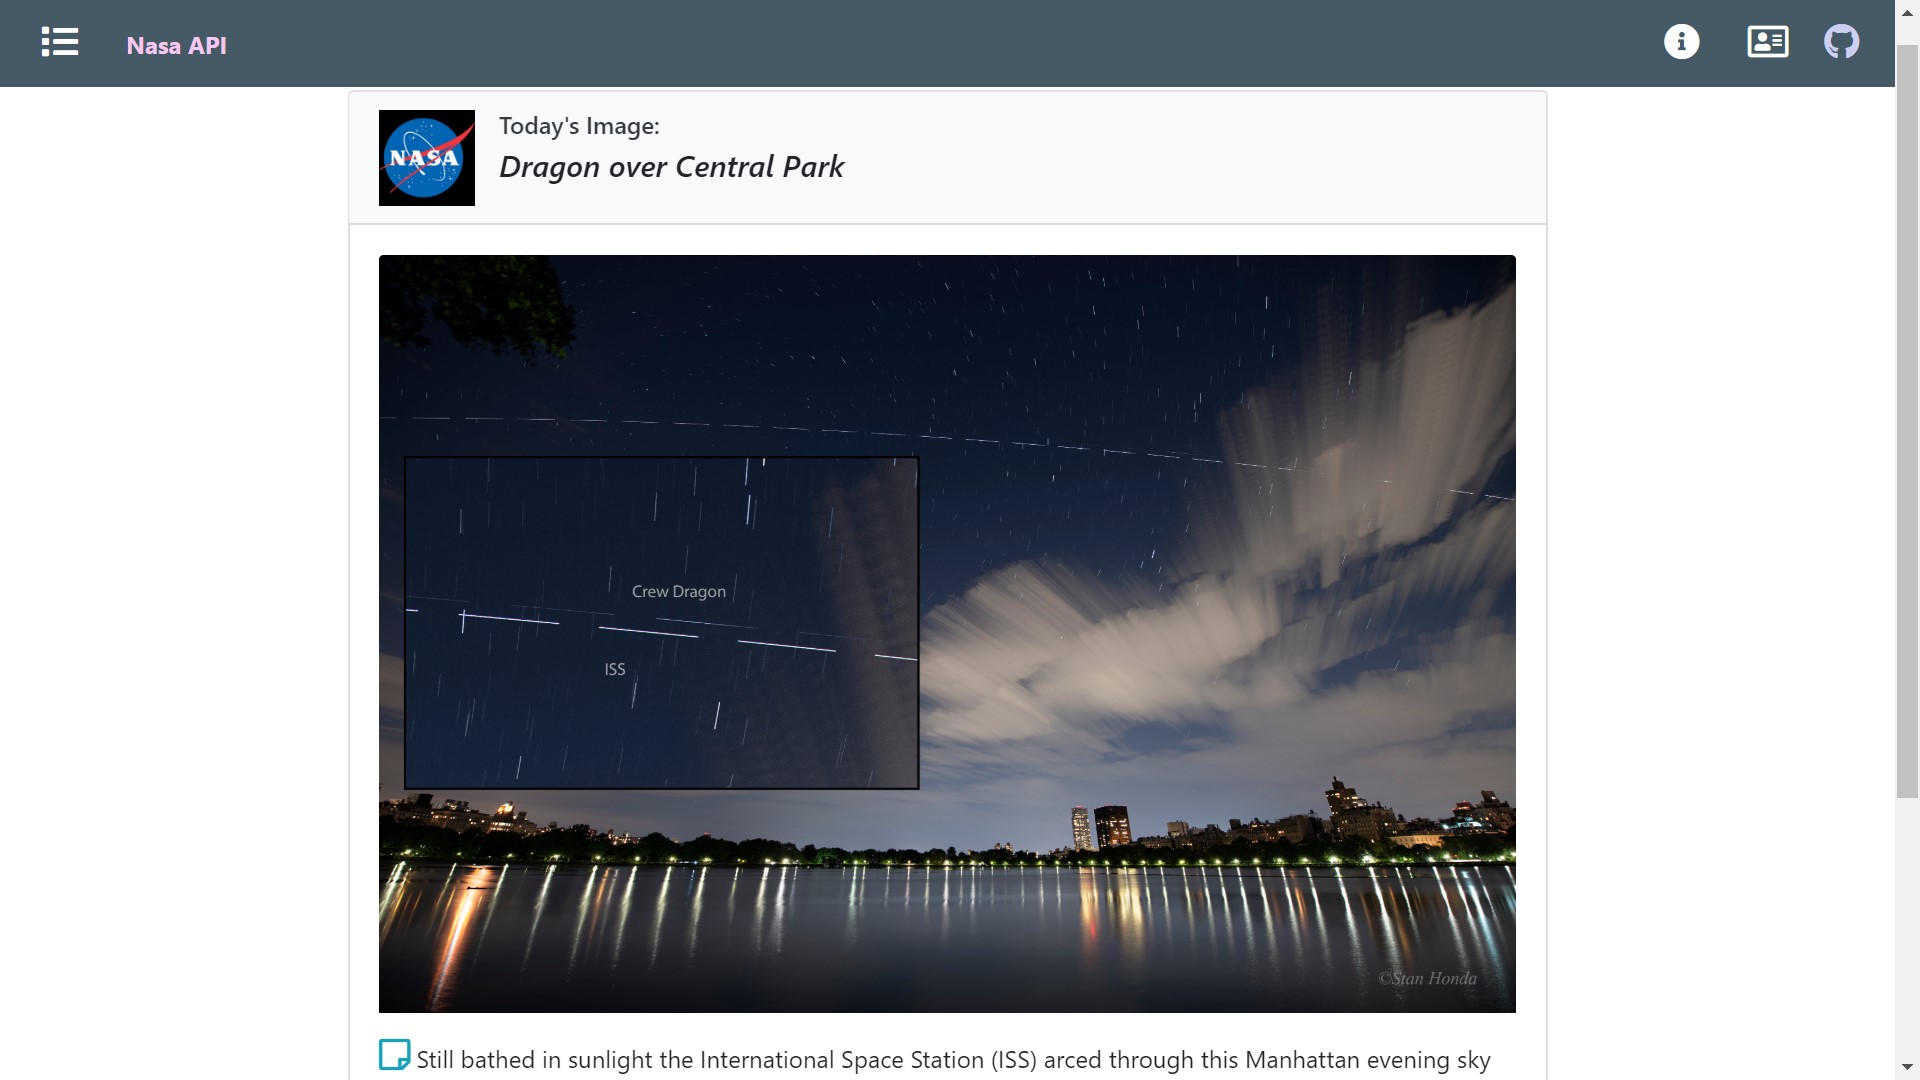 Nasa API
NASA
Today's Image:
Dragon over Central Park
Crew Dragon
ISS
©Stan Honda
Still bathed in sunlight the International Space Station (ISS) arced through this Manhattan evening sky